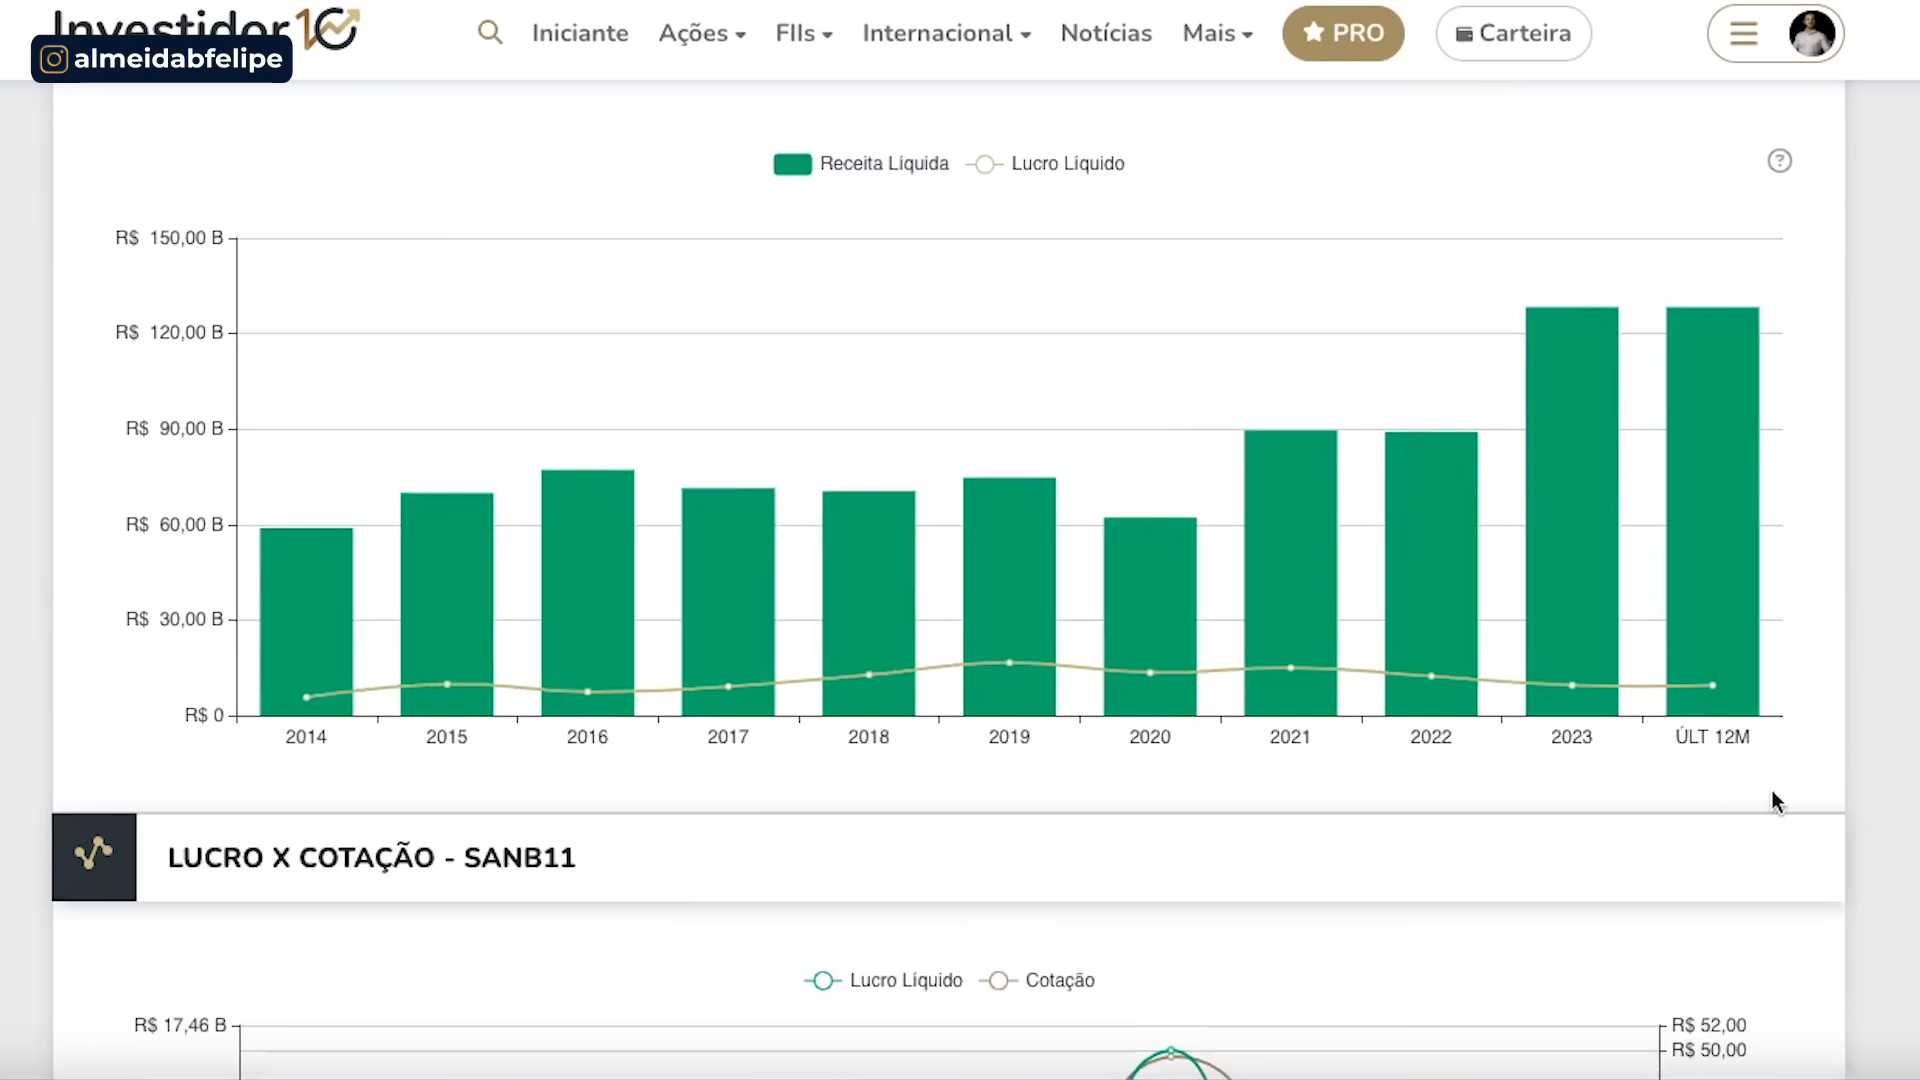 Investidor10
almeidabfelipe
Iniciante Ações FIIs Internacional Notícias Mais PRO Carteira
Receita Líquida Lucro Líquido
?
R$ 150,00 B
R$ 120,00 B
R$ 90,00 B
R$ 60,00 B
R$ 30,00 B
R$ 0
2014 2015 2016 2017 2018 2019 2020 2021 2022 2023 ÚLT 12M
LUCRO X COTAÇÃO - SANB11
Lucro Líquido Cotação
R$ 17,46 B R$ 52,00
R$ 50,00